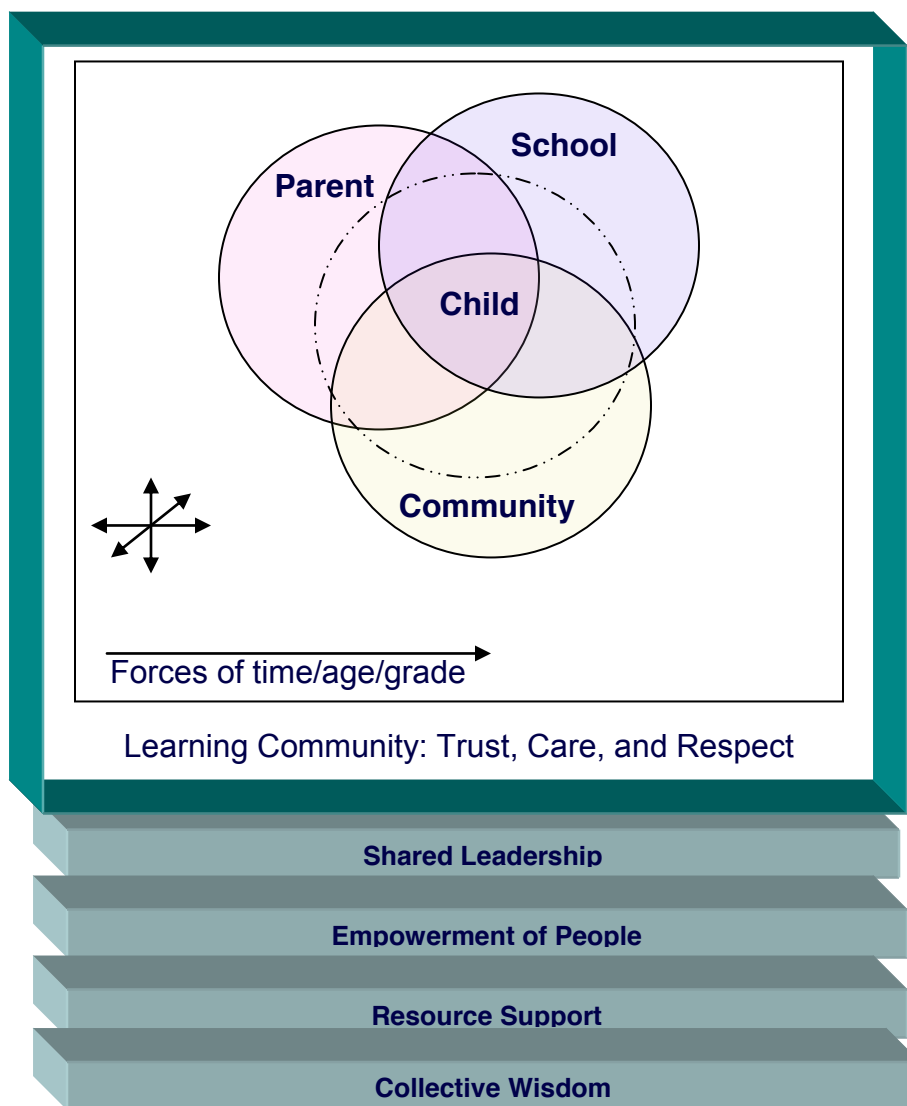 School
Parent
Child
Community
Forces of time/age/grade
Learning Community: Trust, Care, and Respect
Shared Leadership
Empowerment of People
Resource Support
Collective Wisdom